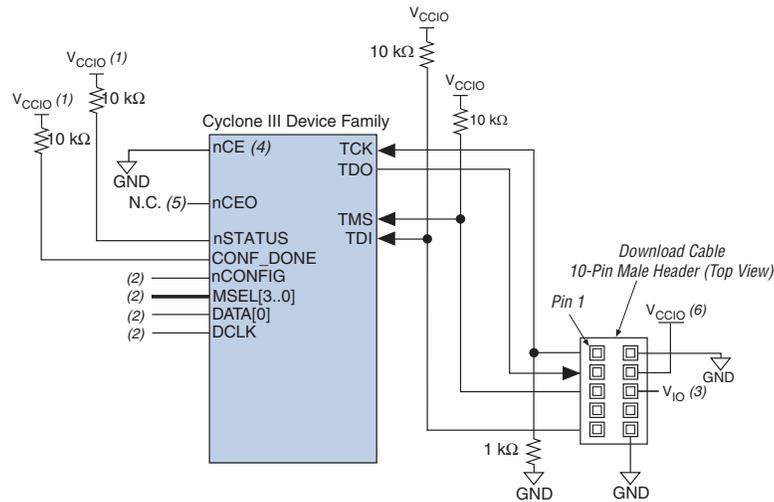 VCCIO
10 kΩ
VCCIO
10 kΩ
VCCIO (1)
10 kΩ
VCCIO (1)
10 kΩ
Cyclone III Device Family
nCE (4)
GND
N.C. (5)
nCEO
nSTATUS
CONF_DONE
(2)
nCONFIG
(2)
MSEL[3..0]
(2)
DATA[0]
(2)
DCLK
TCK
TDO
TMS
TDI
Download Cable
10-Pin Male Header (Top View)
Pin 1
VCCIO (6)
GND
VIO (3)
1 kΩ
GND
GND